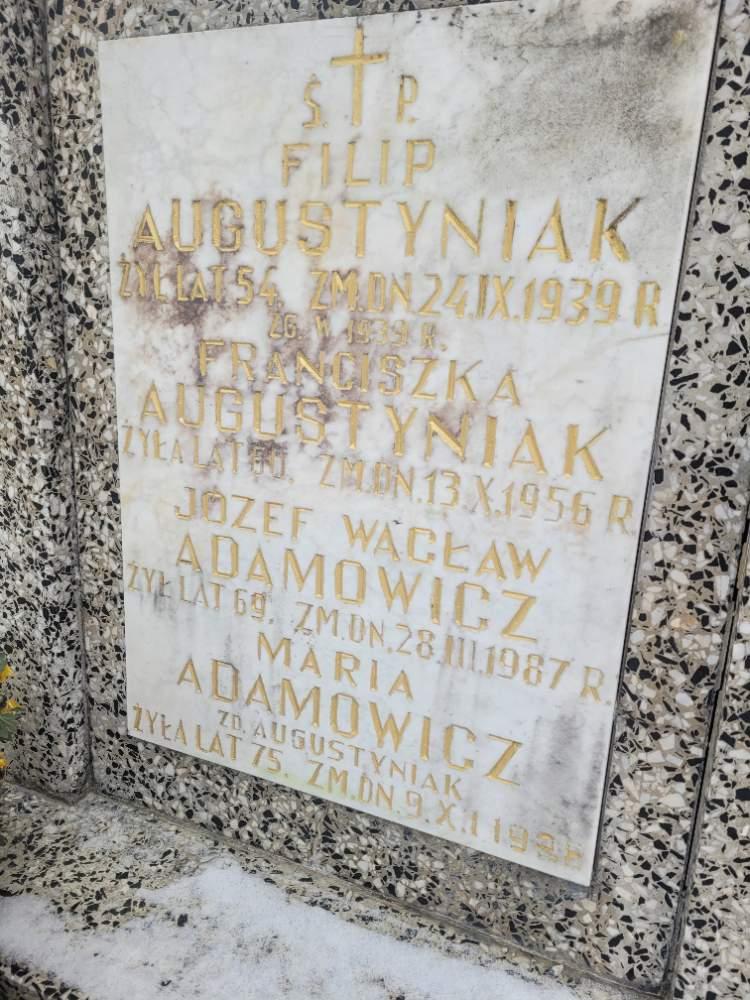 Ś. P.
FILIP
AUGUSTYNIAK
ŻYŁ LAT 54. ZM.DN.24.IX.1939 R
ZG. W. 1939 R.
FRANCISZKA
AUGUSTYNIAK
ŻYŁA LAT 60. ZM.DN.13 X.1956 R.
JÓZEF WACŁAW
ADAMOWICZ
ŻYŁ LAT 69. ZM.DN.28.III.1987 R.
MARIA
ADAMOWICZ
ZD. AUGUSTYNIAK
ŻYŁA LAT 75. ZM.DN.9.X.I